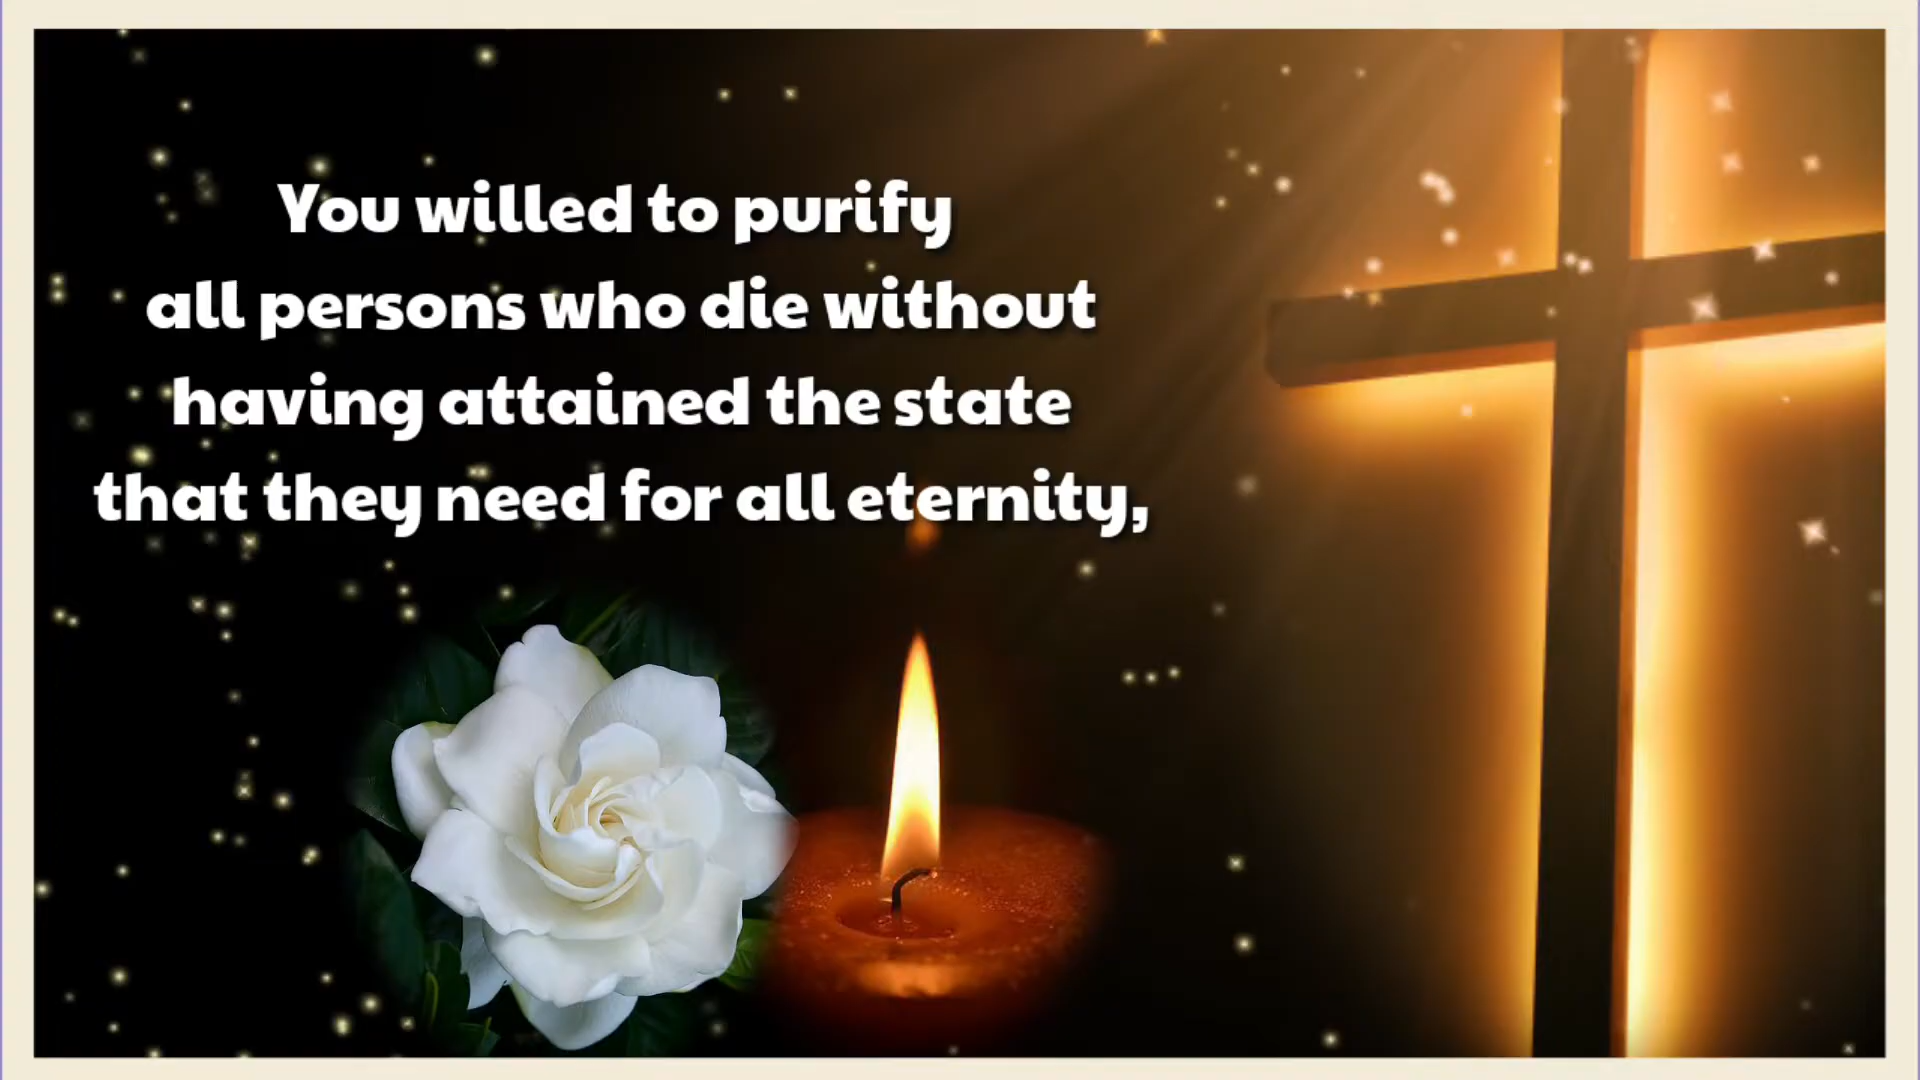 You willed to purify
all persons who die without
having attained the state
that they need for all eternity,